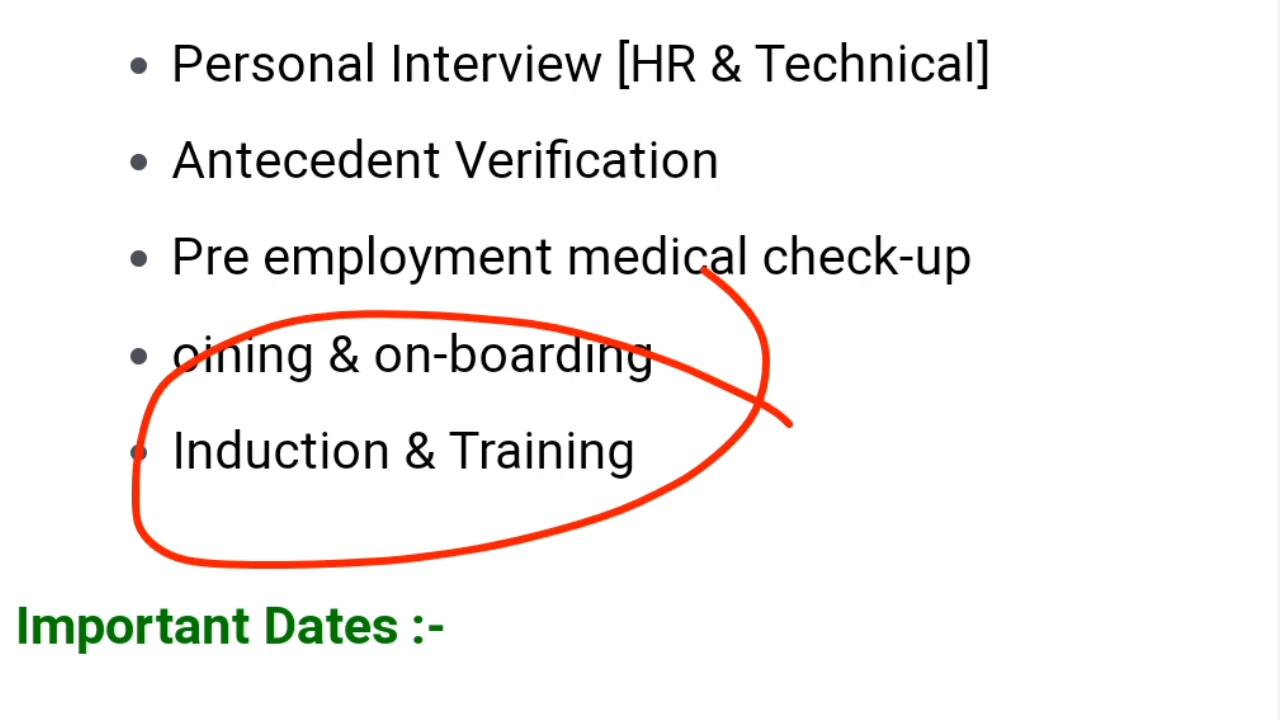 Personal Interview [HR & Technical]
Antecedent Verification
Pre employment medical check-up
oining & on-boarding
Induction & Training
Important Dates :-